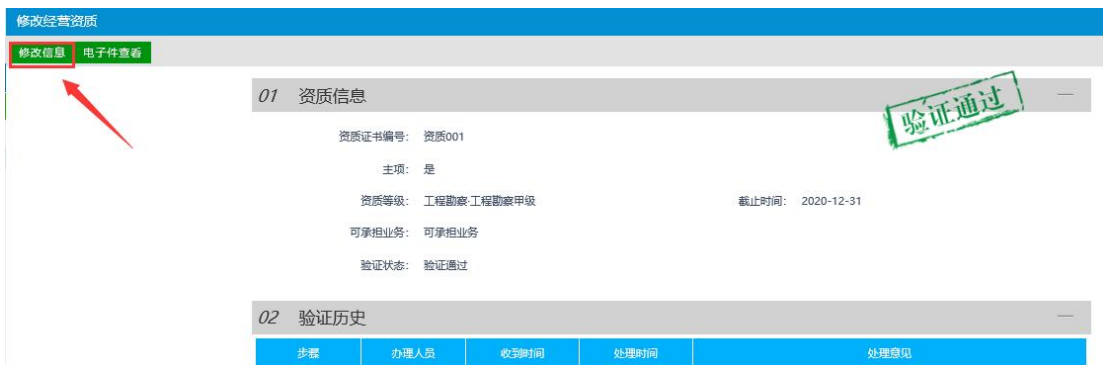 修改经营资质
修改信息 电子件查看
01 资质信息
验证通过
资质证书编号： 资质001
主项： 是
资质等级： 工程勘察·工程勘察甲级 截止时间： 2020-12-31
可承担业务： 可承担业务
验证状态： 验证通过
02 验证历史
步骤 办理人员 收到时间 处理时间 处理意见